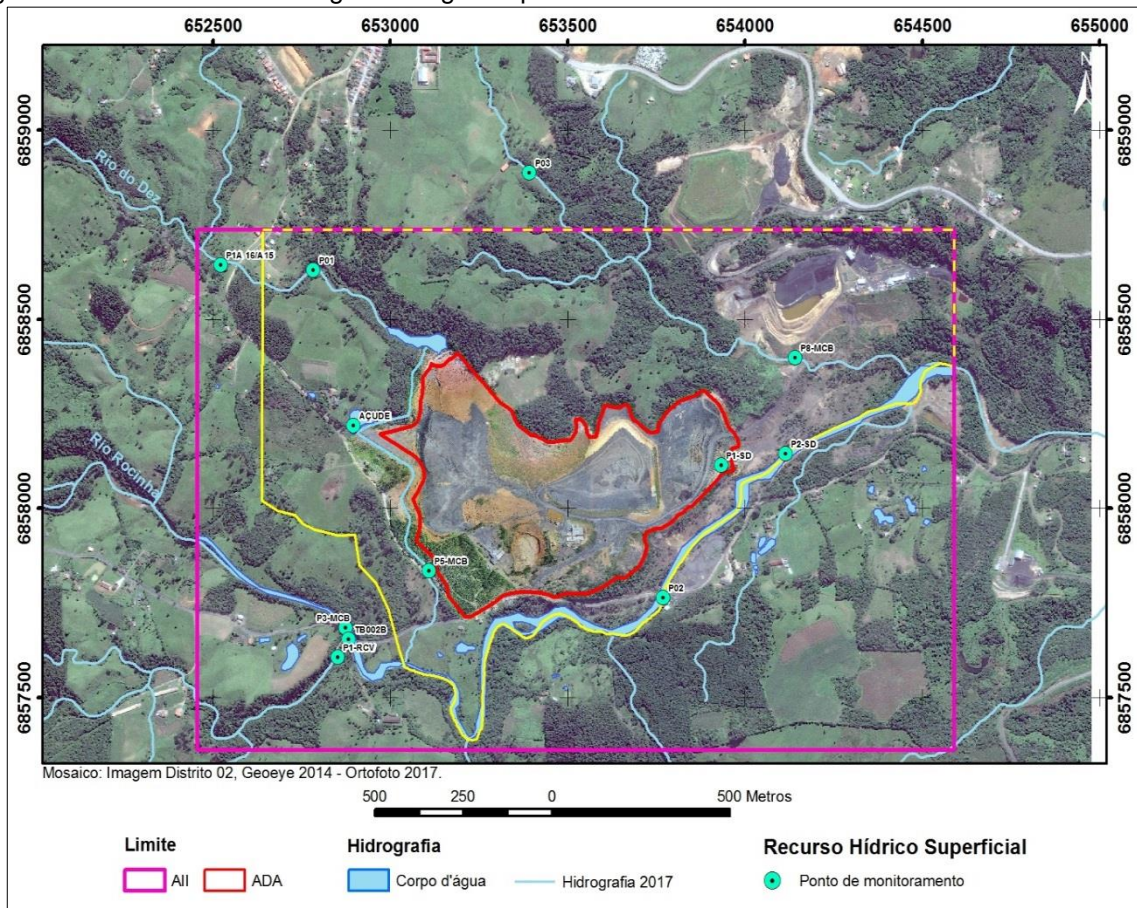 652500 653000 653500 654000 654500 655000
6859000
6858500
6858000
6857500
6859000
6858500
6858000
6857500
N
Rio do Dez
P03
P1A 16/A15
P01
P8-MCB
AÇUDE
Rio Rocinha
P2-SD
P1-SD
P5-MCB
P02
P3-MCB
TB002B
P1-RCV
Mosaico: Imagem Distrito 02, Geoeye 2014 - Ortofoto 2017.
500 250 0 500 Metros
Limite Hidrografia Recurso Hídrico Superficial
AII ADA Corpo d'água Hidrografia 2017 Ponto de monitoramento